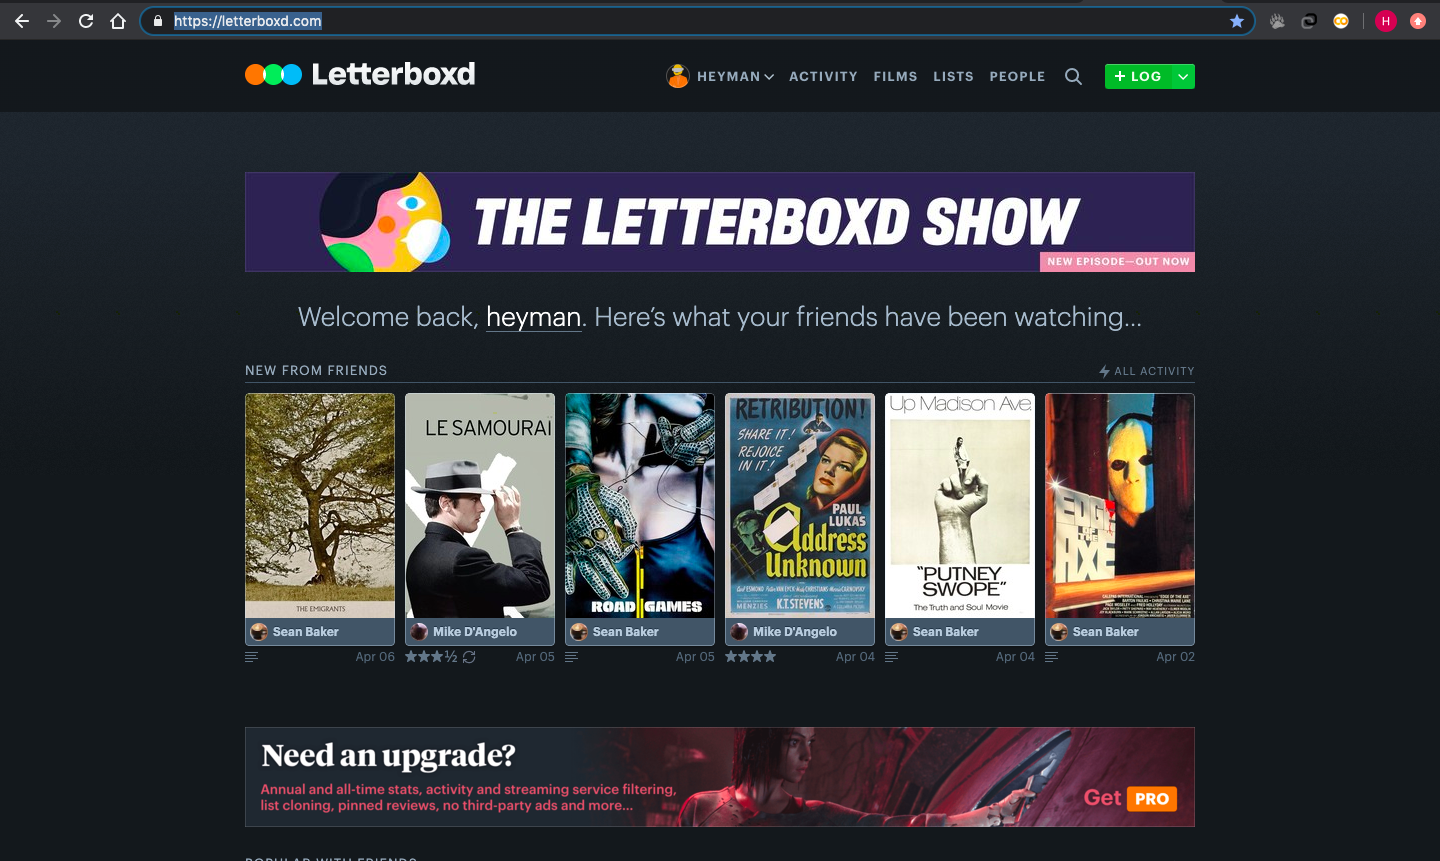 https://letterboxd.com
H
Letterboxd
HEYMAN ACTIVITY FILMS LISTS PEOPLE + LOG
THE LETTERBOXD SHOW
NEW EPISODE—OUT NOW
Welcome back, heyman. Here's what your friends have been watching...
NEW FROM FRIENDS
ALL ACTIVITY
THE EMIGRANTS
Sean Baker
Apr 06
LE SAMOURAÏ
Mike D'Angelo
★★★½ Apr 05
ROAD GAMES
Sean Baker
Apr 05
RETRIBUTION!
SHARE IT!
REJOICE
IN IT!
PAUL
LUKAS
Address
Unknown
K.T. STEVENS
MENZIES
Mike D'Angelo
★★★★ Apr 04
Up Madison Ave.
"PUTNEY
SWOPE"
The Truth and Soul Movie
Sean Baker
Apr 04
EDGE
OF THE
AXE
Sean Baker
Apr 02
Need an upgrade?
Annual and all-time stats, activity and streaming service filtering,
list cloning, pinned reviews, no third-party ads and more...
Get PRO
POPULAR WITH FRIENDS